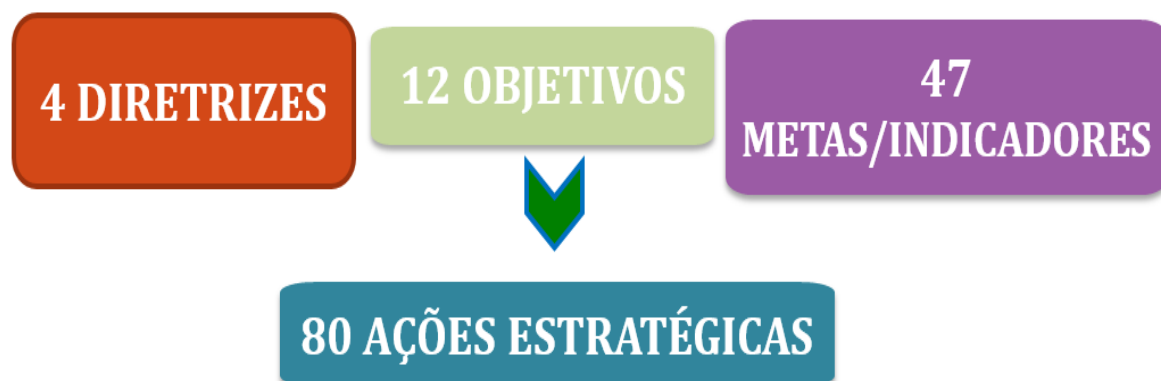 4 DIRETRIZES
12 OBJETIVOS
47
METAS/INDICADORES
80 AÇÕES ESTRATÉGICAS